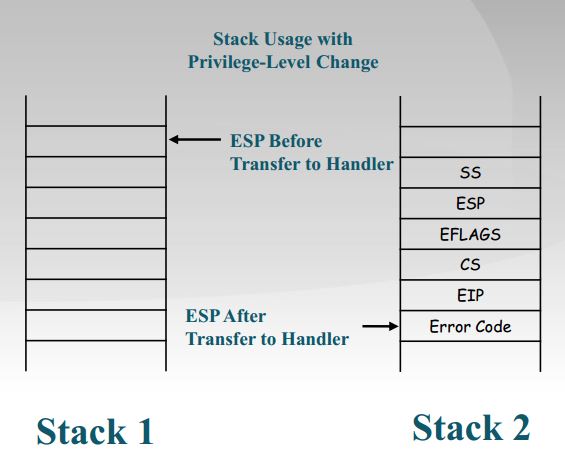 Stack Usage with
Privilege-Level Change
ESP Before
Transfer to Handler
SS
ESP
EFLAGS
CS
EIP
Error Code
ESP After
Transfer to Handler
Stack 1
Stack 2